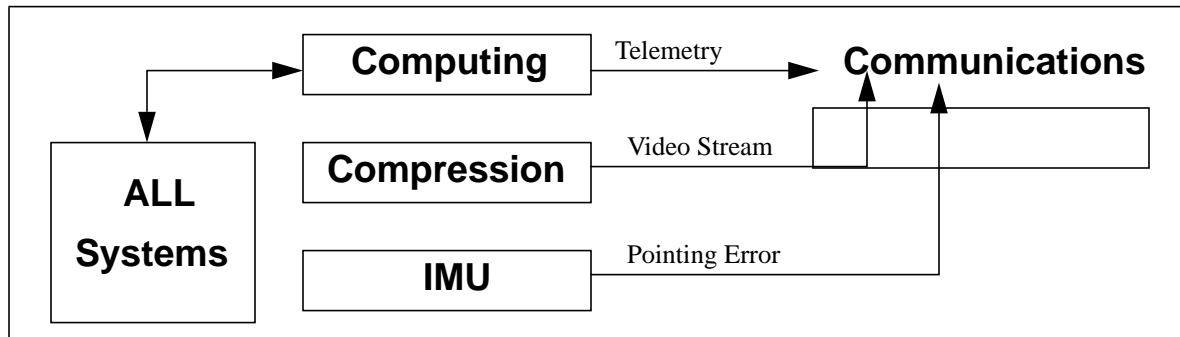 Computing
Telemetry
Communications
ALL
Systems
Compression
Video Stream
IMU
Pointing Error